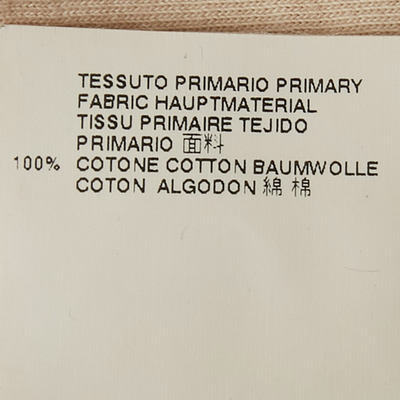 TESSUTO PRIMARIO PRIMARY
FABRIC HAUPTMATERIAL
TISSU PRIMAIRE TEJIDO
PRIMARIO 面料
100% COTONE COTTON BAUMWOLLE
COTON ALGODON 綿 棉